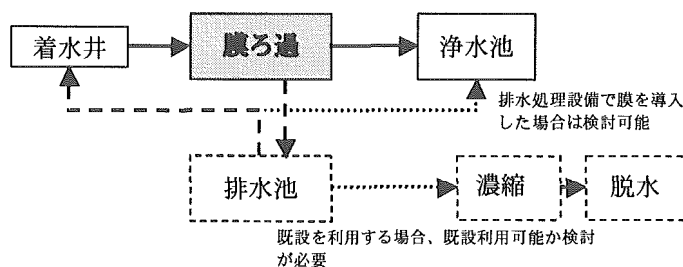 着水井
膜ろ過
浄水池
排水処理設備で膜を導入
した場合は検討可能
排水池
濃縮
脱水
既設を利用する場合、既設利用可能か検討
が必要